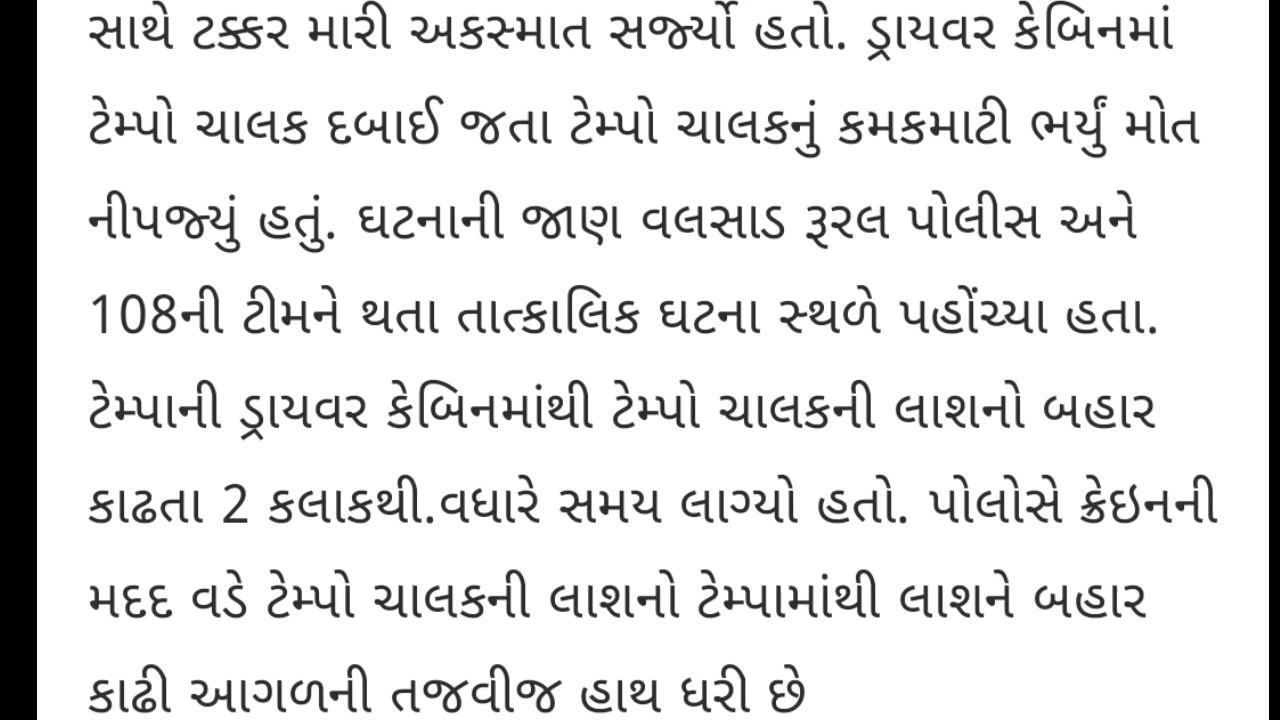 સાથે ટક્કર મારી અકસ્માત સર્જ્યો હતો. ડ્રાયવર કેબિનમાં
ટેમ્પો ચાલક દબાઈ જતા ટેમ્પો ચાલકનું કમકમાટી ભર્યું મોત
નીપજ્યું હતું. ઘટનાની જાણ વલસાડ રૂરલ પોલીસ અને
108ની ટીમને થતા તાત્કાલિક ઘટના સ્થળે પહોંચ્યા હતા.
ટેમ્પાની ડ્રાયવર કેબિનમાંથી ટેમ્પો ચાલકની લાશનો બહાર
કાઢતા 2 કલાકથી.વધારે સમય લાગ્યો હતો. પોલોસે ક્રેઇનની
મદદ વડે ટેમ્પો ચાલકની લાશનો ટેમ્પામાંથી લાશને બહાર
કાઢી આગળની તજવીજ હાથ ધરી છે